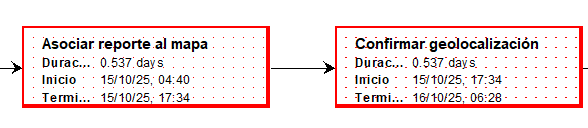 Asociar reporte al mapa
Durac... 0.537 days
Inicio 15/10/25, 04:40
Termi... 15/10/25, 17:34
Confirmar geolocalización
Durac... 0.537 days
Inicio 15/10/25, 17:34
Termi... 16/10/25, 06:28